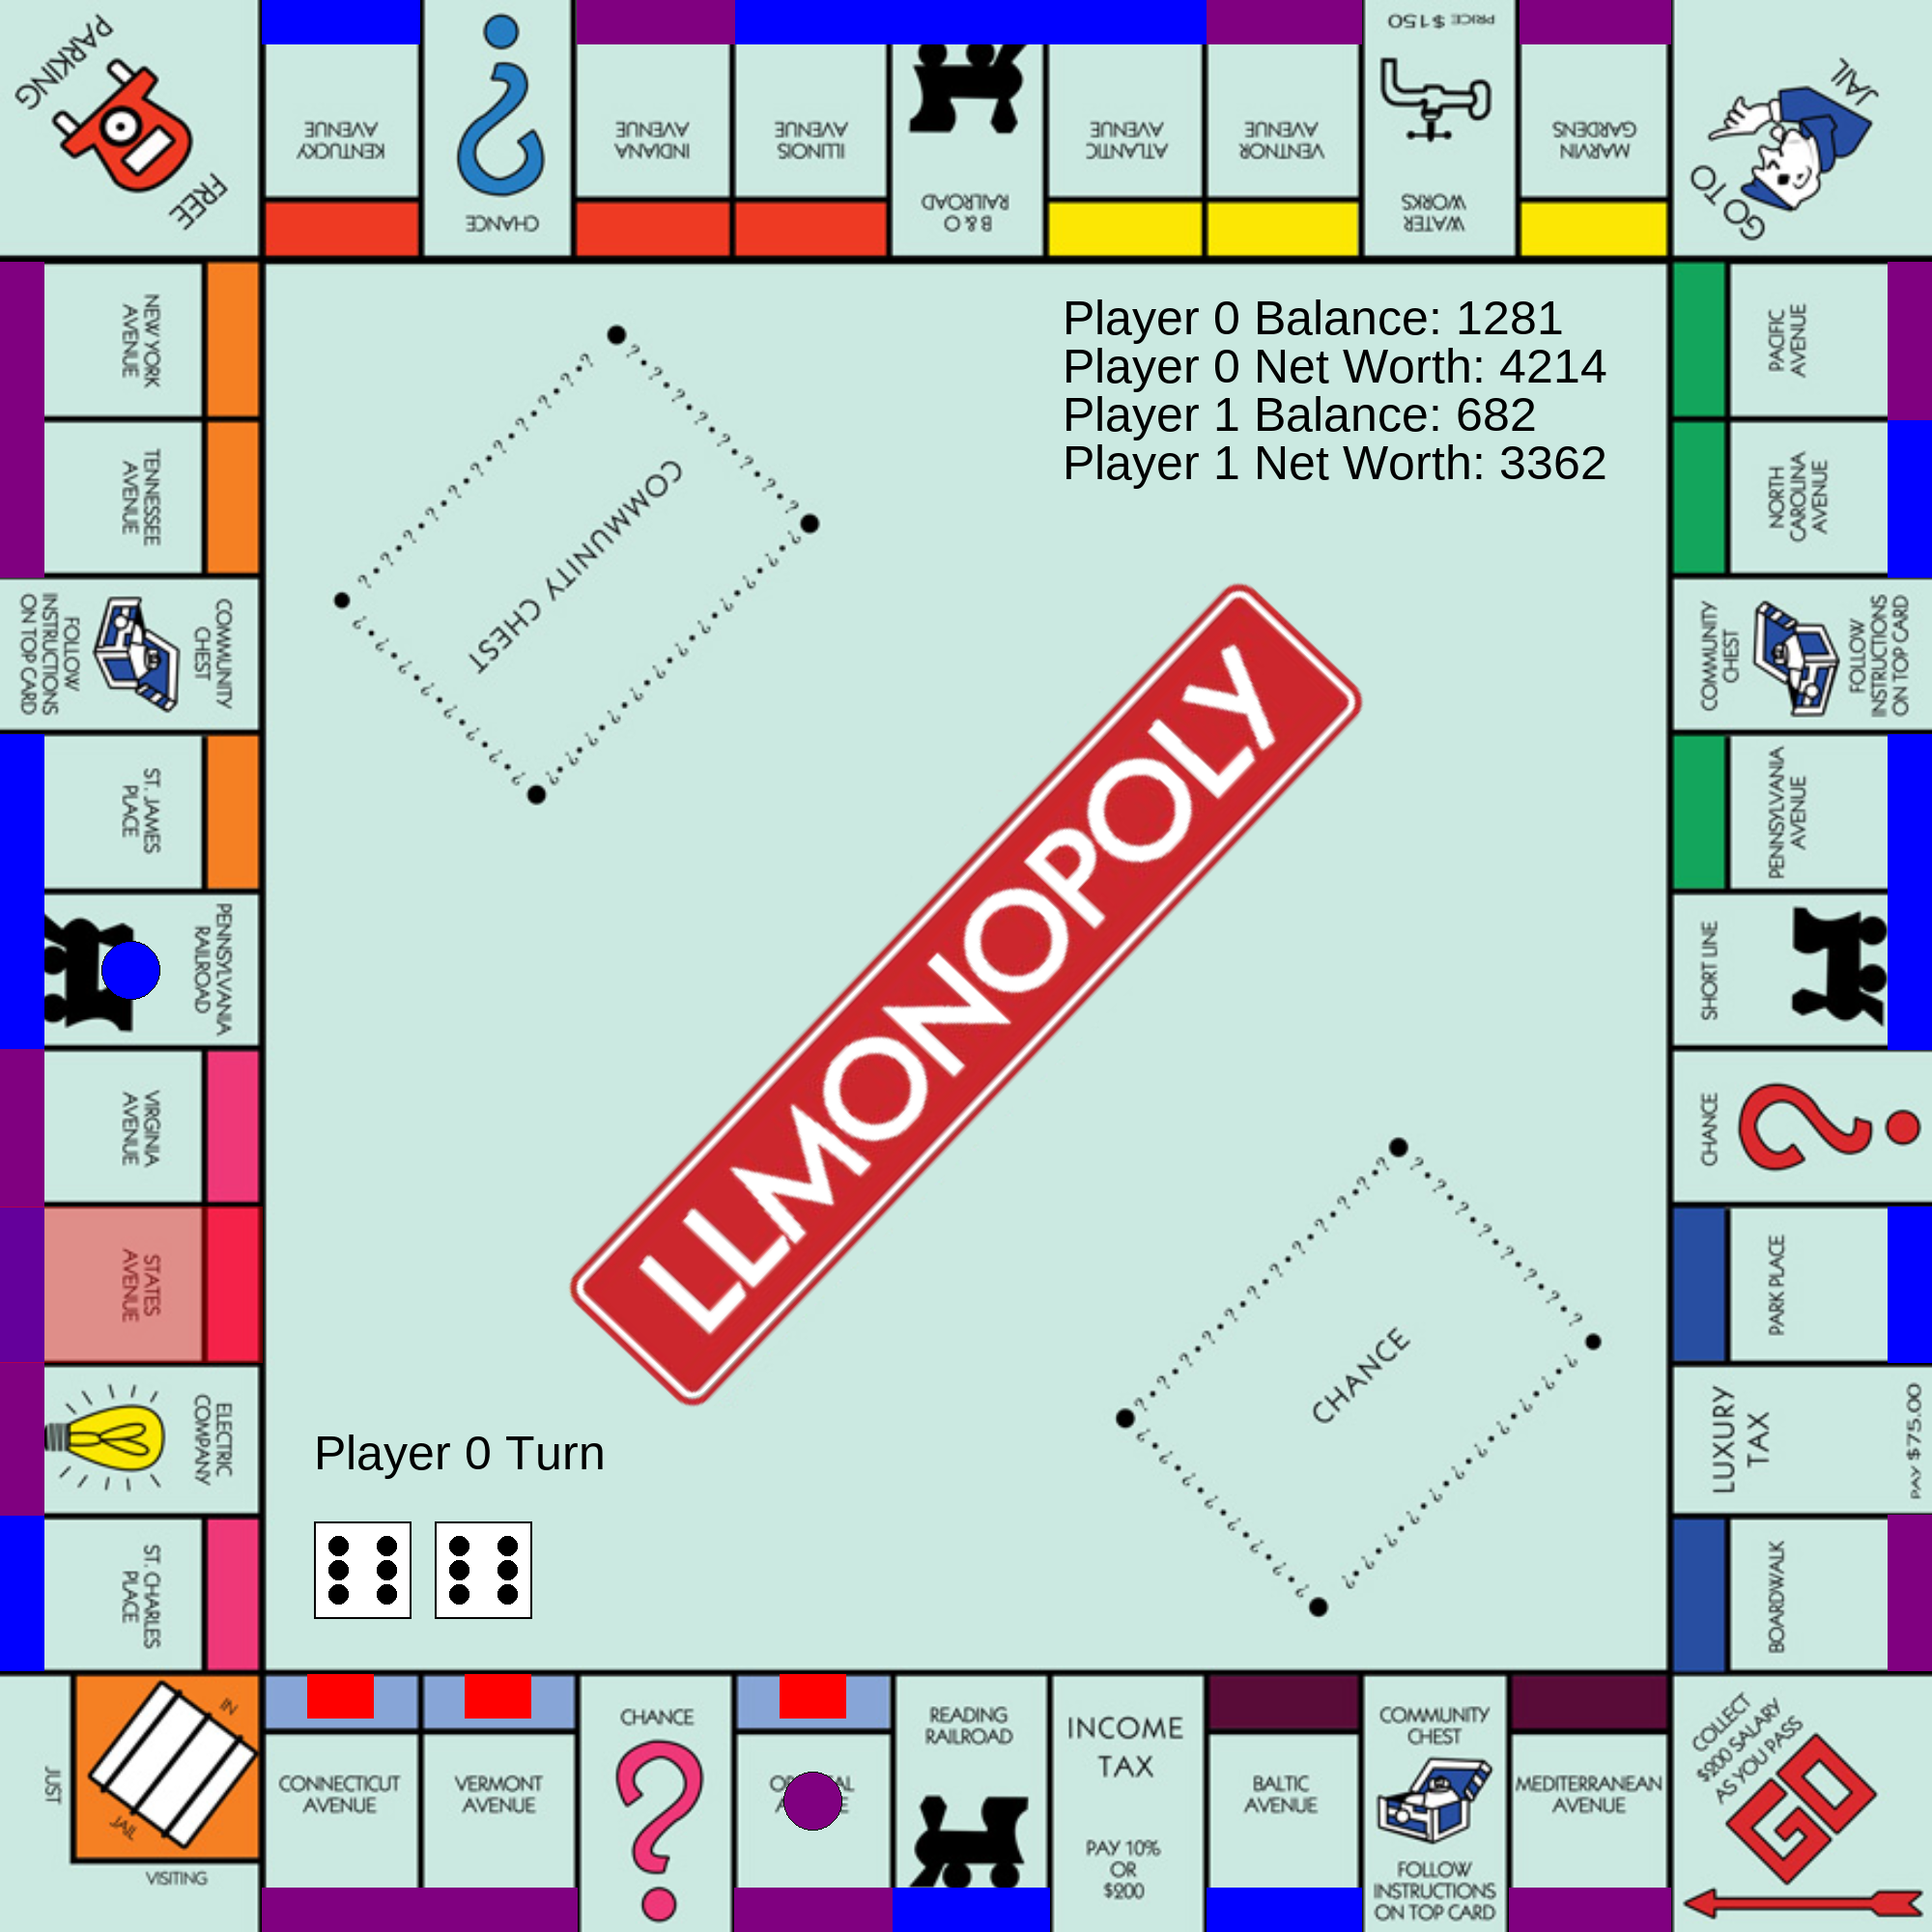 PARKING
FREE
KENTUCKY
AVENUE
CHANCE
INDIANA
AVENUE
ILLINOIS
AVENUE
B & O
RAILROAD
ATLANTIC
AVENUE
VENTNOR
AVENUE
PRICE $150
WATER
WORKS
MARVIN
GARDENS
GO TO
JAIL
NEW YORK
AVENUE
TENNESSEE
AVENUE
COMMUNITY
CHEST
FOLLOW
INSTRUCTIONS
ON TOP CARD
ST. JAMES
PLACE
PENNSYLVANIA
RAILROAD
VIRGINIA
AVENUE
STATES
AVENUE
ELECTRIC
COMPANY
ST. CHARLES
PLACE
Player 0 Balance: 1281
Player 0 Net Worth: 4214
Player 1 Balance: 682
Player 1 Net Worth: 3362
COMMUNITY CHEST
LLMONOPOLY
CHANCE
Player 0 Turn
PACIFIC
AVENUE
NORTH
CAROLINA
AVENUE
COMMUNITY
CHEST
FOLLOW
INSTRUCTIONS
ON TOP CARD
PENNSYLVANIA
AVENUE
SHORT LINE
CHANCE
PARK PLACE
LUXURY
TAX
PAY $75.00
BOARDWALK
JUST
VISITING
IN
JAIL
CONNECTICUT
AVENUE
VERMONT
AVENUE
CHANCE
READING
RAILROAD
INCOME
TAX
PAY 10%
OR
$200
BALTIC
AVENUE
COMMUNITY
CHEST
FOLLOW
INSTRUCTIONS
ON TOP CARD
MEDITERRANEAN
AVENUE
COLLECT
$200 SALARY
AS YOU PASS
GO